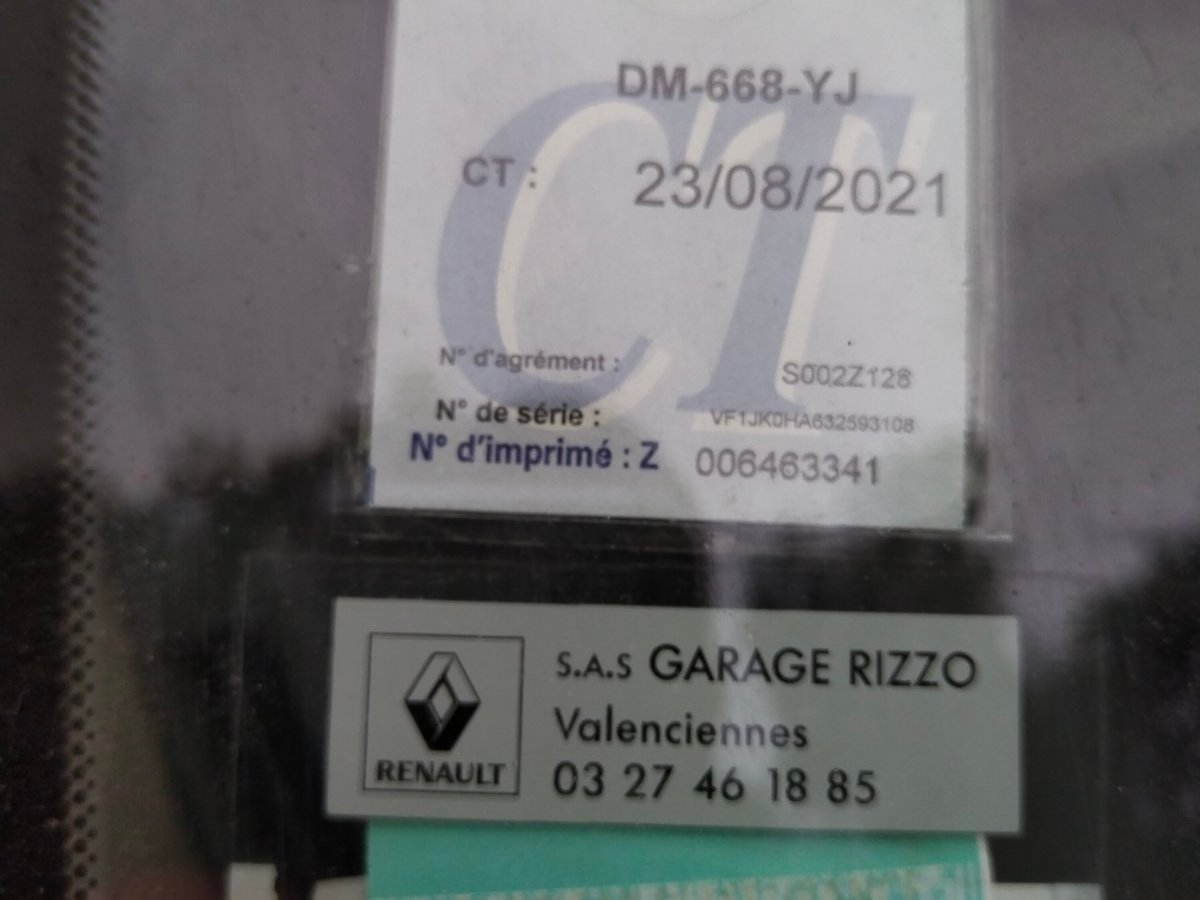 DM-668-YJ
CT : 23/08/2021
CT
N° d'agrément : S002Z128
N° de série : VF1JK0HA632593108
N° d'imprimé : Z 006463341
S.A.S GARAGE RIZZO
Valenciennes
03 27 46 18 85
RENAULT